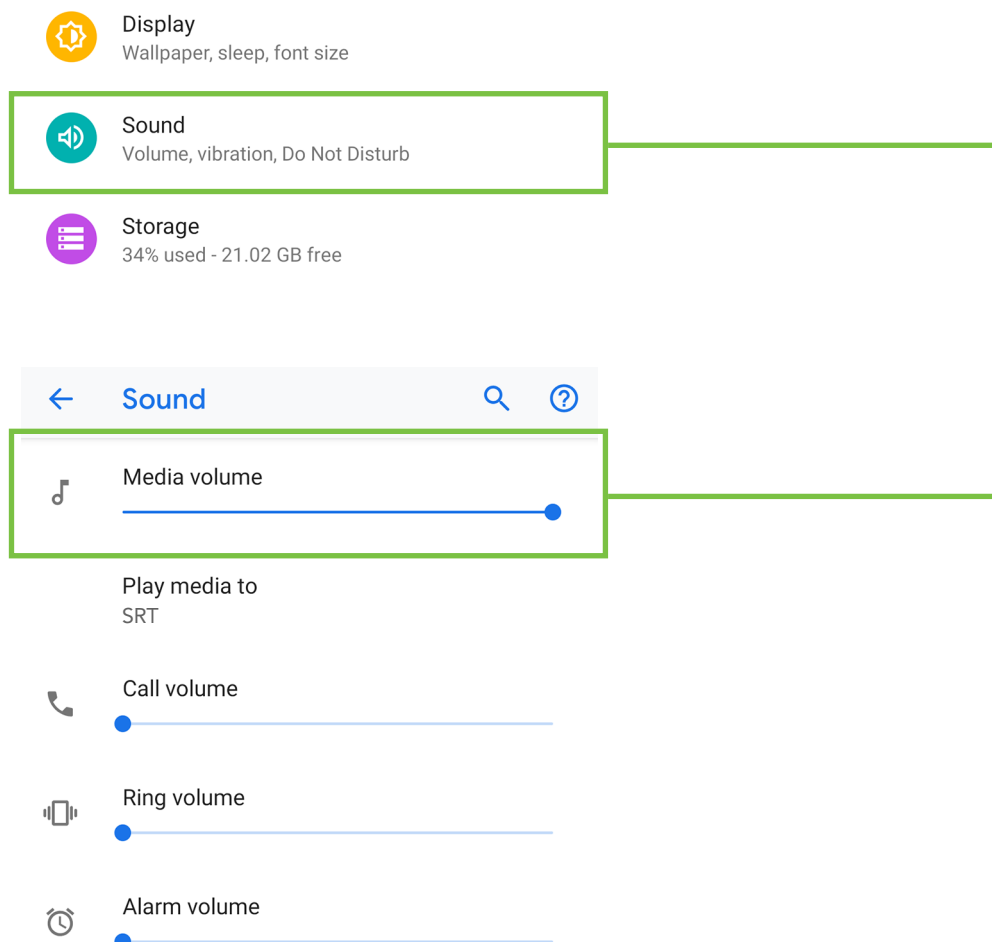 Display
Wallpaper, sleep, font size
Sound
Volume, vibration, Do Not Disturb
Storage
34% used - 21.02 GB free
Sound
Media volume
Play media to
SRT
Call volume
Ring volume
Alarm volume